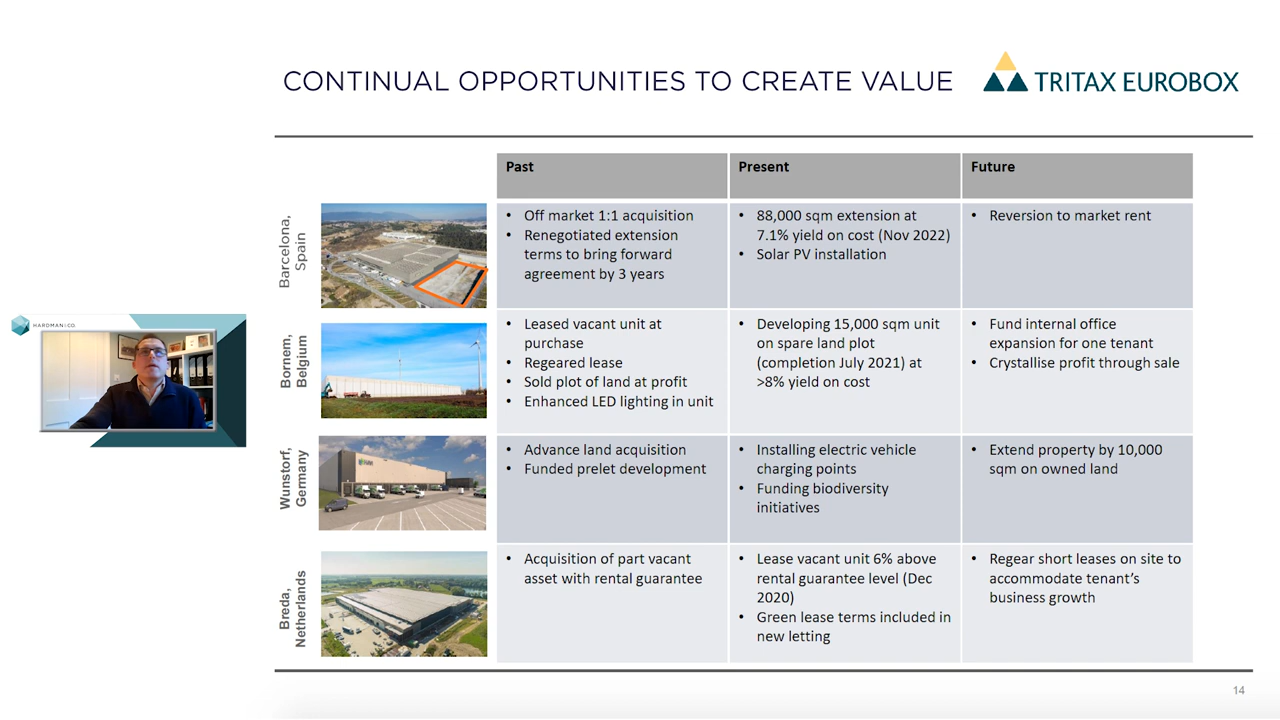 CONTINUAL OPPORTUNITIES TO CREATE VALUE
TRITAX EUROBOX
HARDMAN&CO.
Past
Present
Future
Barcelona,
Spain
• Off market 1:1 acquisition
• Renegotiated extension
terms to bring forward
agreement by 3 years
• 88,000 sqm extension at
7.1% yield on cost (Nov 2022)
• Solar PV installation
• Reversion to market rent
Bornem,
Belgium
• Leased vacant unit at
purchase
• Regeared lease
• Sold plot of land at profit
• Enhanced LED lighting in unit
• Developing 15,000 sqm unit
on spare land plot
(completion July 2021) at
>8% yield on cost
• Fund internal office
expansion for one tenant
• Crystallise profit through sale
Wunstorf,
Germany
• Advance land acquisition
• Funded prelet development
• Installing electric vehicle
charging points
• Funding biodiversity
initiatives
• Extend property by 10,000
sqm on owned land
Breda,
Netherlands
• Acquisition of part vacant
asset with rental guarantee
• Lease vacant unit 6% above
rental guarantee level (Dec
2020)
• Green lease terms included in
new letting
• Regear short leases on site to
accommodate tenant's
business growth
14